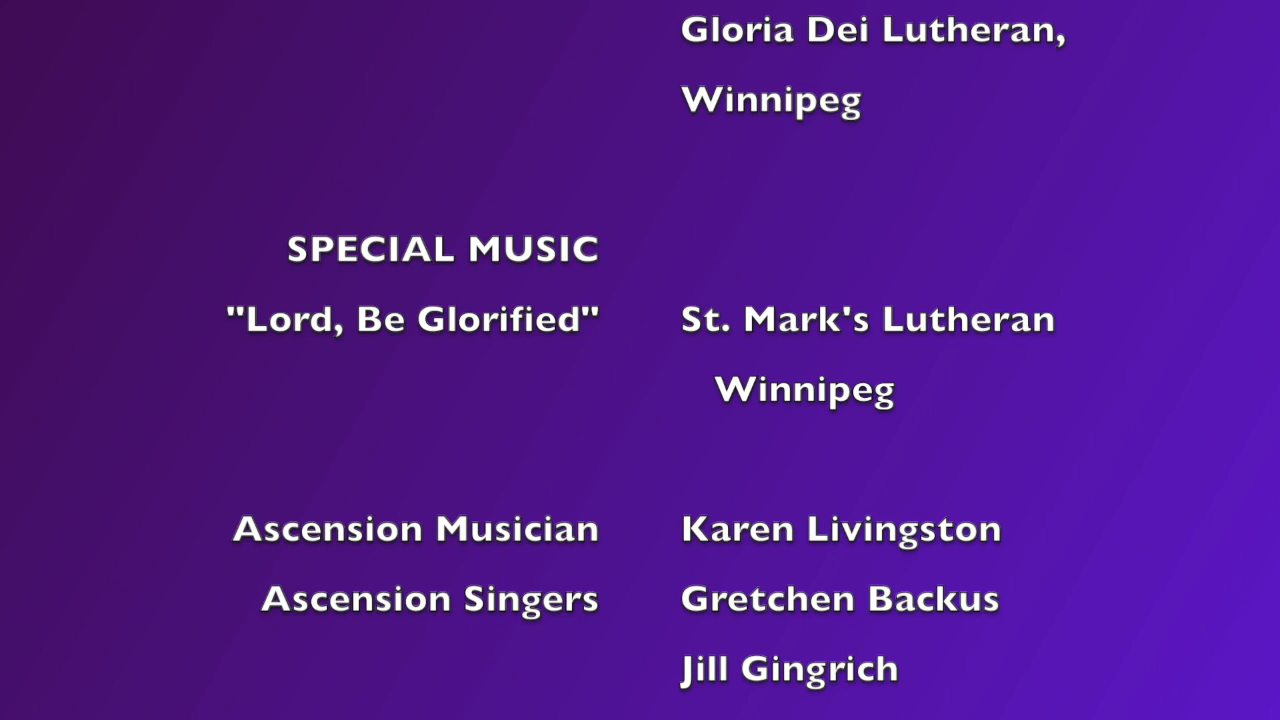 Gloria Dei Lutheran,
Winnipeg
SPECIAL MUSIC
"Lord, Be Glorified" St. Mark's Lutheran
Winnipeg
Ascension Musician Karen Livingston
Ascension Singers Gretchen Backus
Jill Gingrich